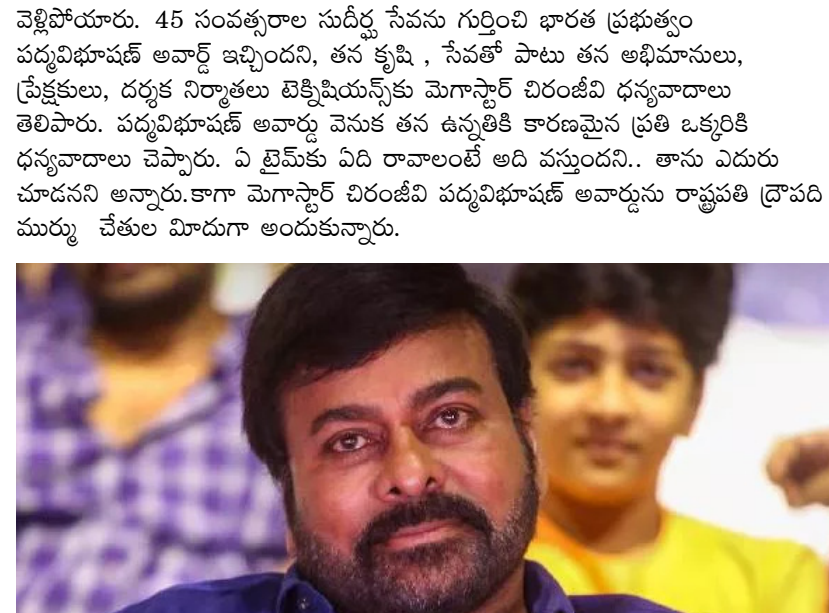 వెళ్లిపోయారు. 45 సంవత్సరాల సుదీర్ఘ సేవను గుర్తించి భారత ప్రభుత్వం
పద్మవిభూషణ్ అవార్డ్ ఇచ్చిందని, తన కృషి , సేవతో పాటు తన అభిమానులు,
ప్రేక్షకులు, దర్శక నిర్మాతలు టెక్నిషియన్స్‌కు మెగాస్టార్ చిరంజీవి ధన్యవాదాలు
తెలిపారు. పద్మవిభూషణ్ అవార్డు వెనుక తన ఉన్నతికి కారణమైన ప్రతి ఒక్కరికి
ధన్యవాదాలు చెప్పారు. ఏ టైమ్‌కు ఏది రావాలంటే అది వస్తుందని.. తాను ఎదురు
చూడనని అన్నారు.కాగా మెగాస్టార్ చిరంజీవి పద్మవిభూషణ్ అవార్డును రాష్ట్రపతి ద్రౌపది
ముర్ము  చేతుల మీదుగా అందుకున్నారు.